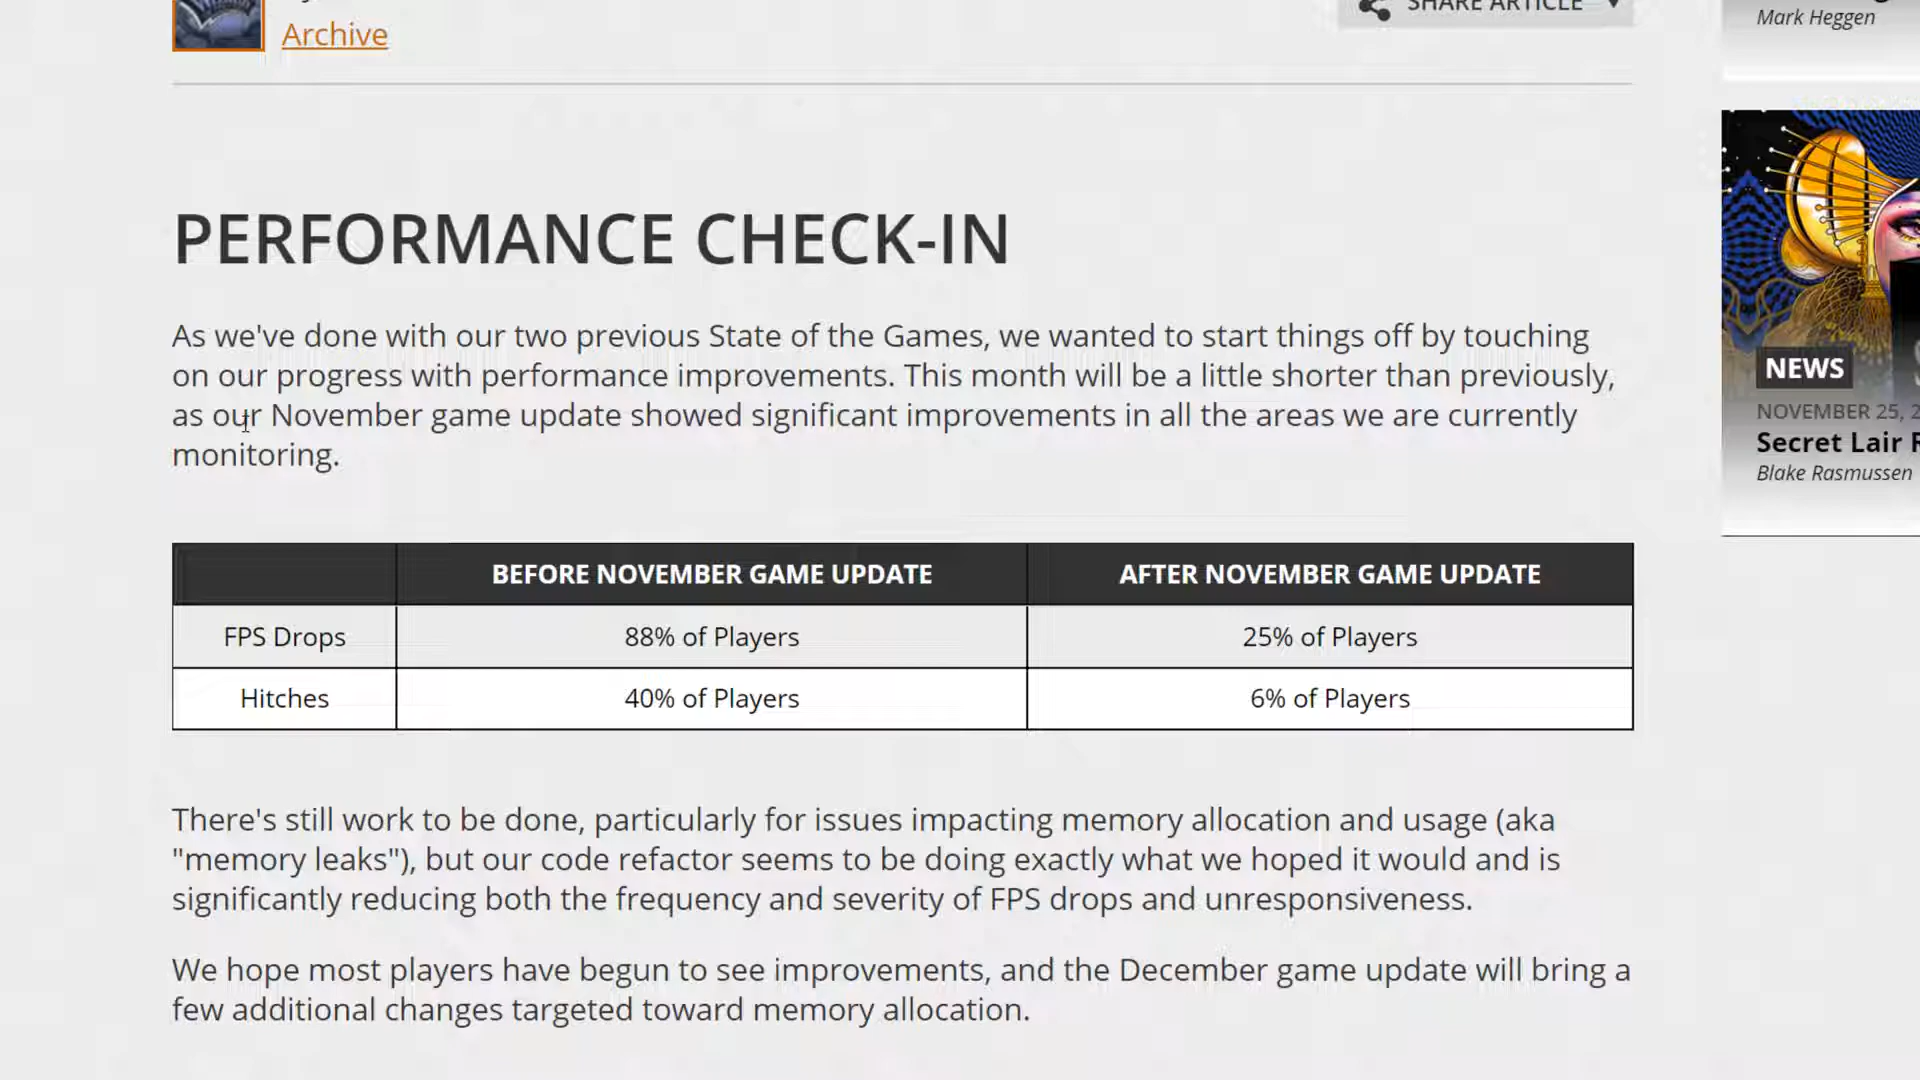 Archive
SHARE ARTICLE
Mark Heggen
PERFORMANCE CHECK-IN
As we've done with our two previous State of the Games, we wanted to start things off by touching
on our progress with performance improvements. This month will be a little shorter than previously,
as our November game update showed significant improvements in all the areas we are currently
monitoring.
BEFORE NOVEMBER GAME UPDATE AFTER NOVEMBER GAME UPDATE
FPS Drops 88% of Players 25% of Players
Hitches 40% of Players 6% of Players
There's still work to be done, particularly for issues impacting memory allocation and usage (aka
"memory leaks"), but our code refactor seems to be doing exactly what we hoped it would and is
significantly reducing both the frequency and severity of FPS drops and unresponsiveness.
We hope most players have begun to see improvements, and the December game update will bring a
few additional changes targeted toward memory allocation.
NEWS
NOVEMBER 25, 2
Secret Lair
Blake Rasmussen